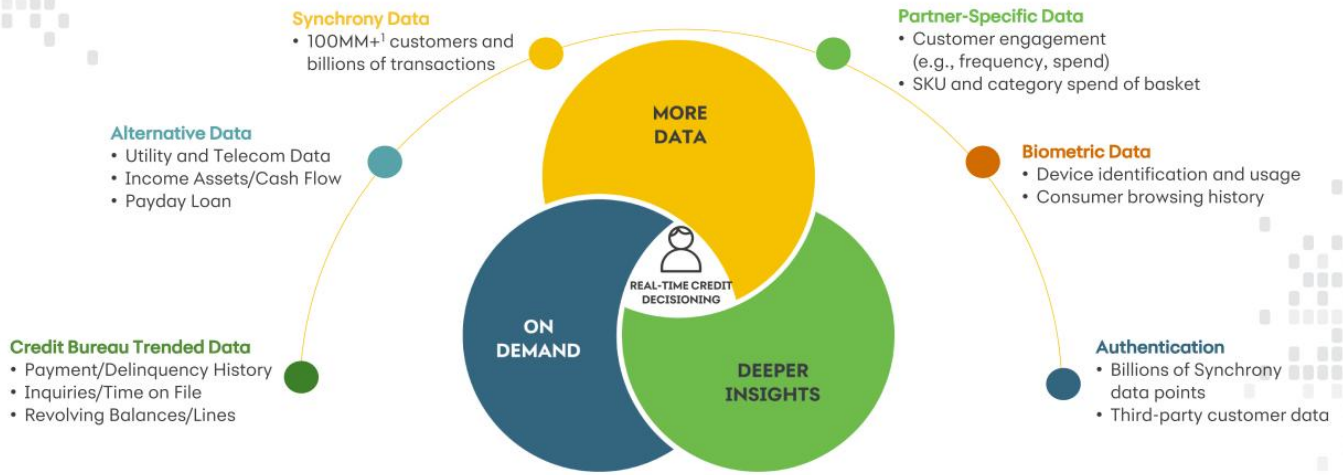 Synchrony Data
• 100MM+¹ customers and
billions of transactions
Partner-Specific Data
• Customer engagement
(e.g., frequency, spend)
• SKU and category spend of basket
Alternative Data
• Utility and Telecom Data
• Income Assets/Cash Flow
• Payday Loan
Biometric Data
• Device identification and usage
• Consumer browsing history
Credit Bureau Trended Data
• Payment/Delinquency History
• Inquiries/Time on File
• Revolving Balances/Lines
Authentication
• Billions of Synchrony
data points
• Third-party customer data
MORE
DATA
REAL-TIME CREDIT
DECISIONING
ON
DEMAND
DEEPER
INSIGHTS